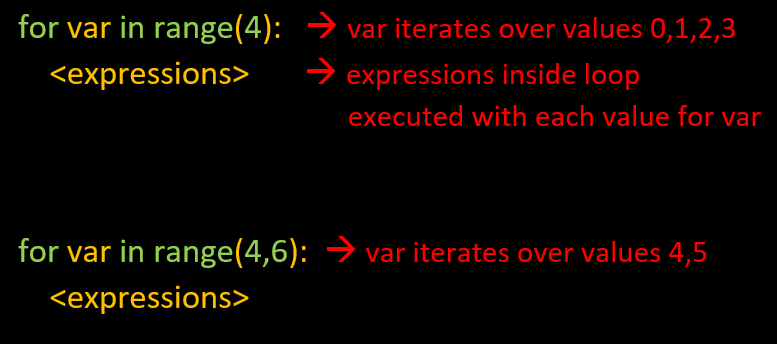 for var in range(4): → var iterates over values 0,1,2,3
<expressions> → expressions inside loop
executed with each value for var
for var in range(4,6): → var iterates over values 4,5
<expressions>